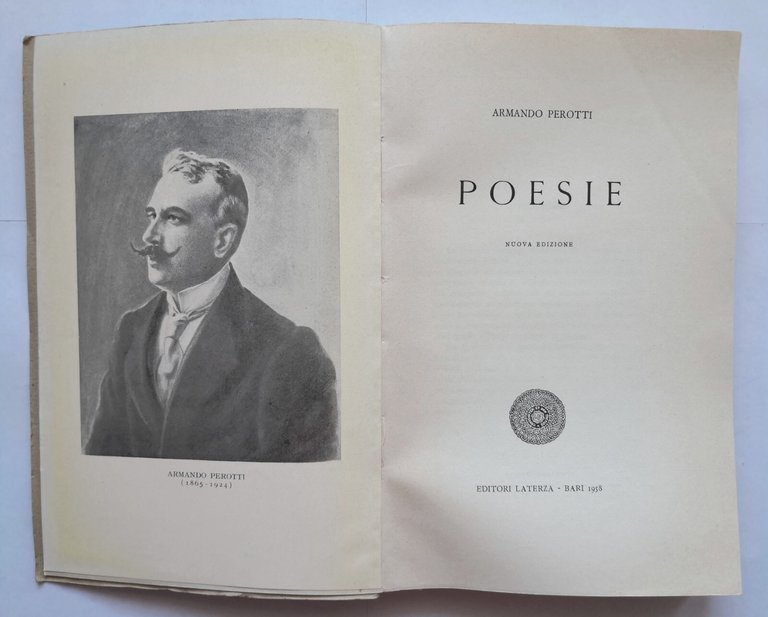 ARMANDO PEROTTI
(1865-1924)
ARMANDO PEROTTI
POESIE
NUOVA EDIZIONE
EDITORI LATERZA - BARI 1958